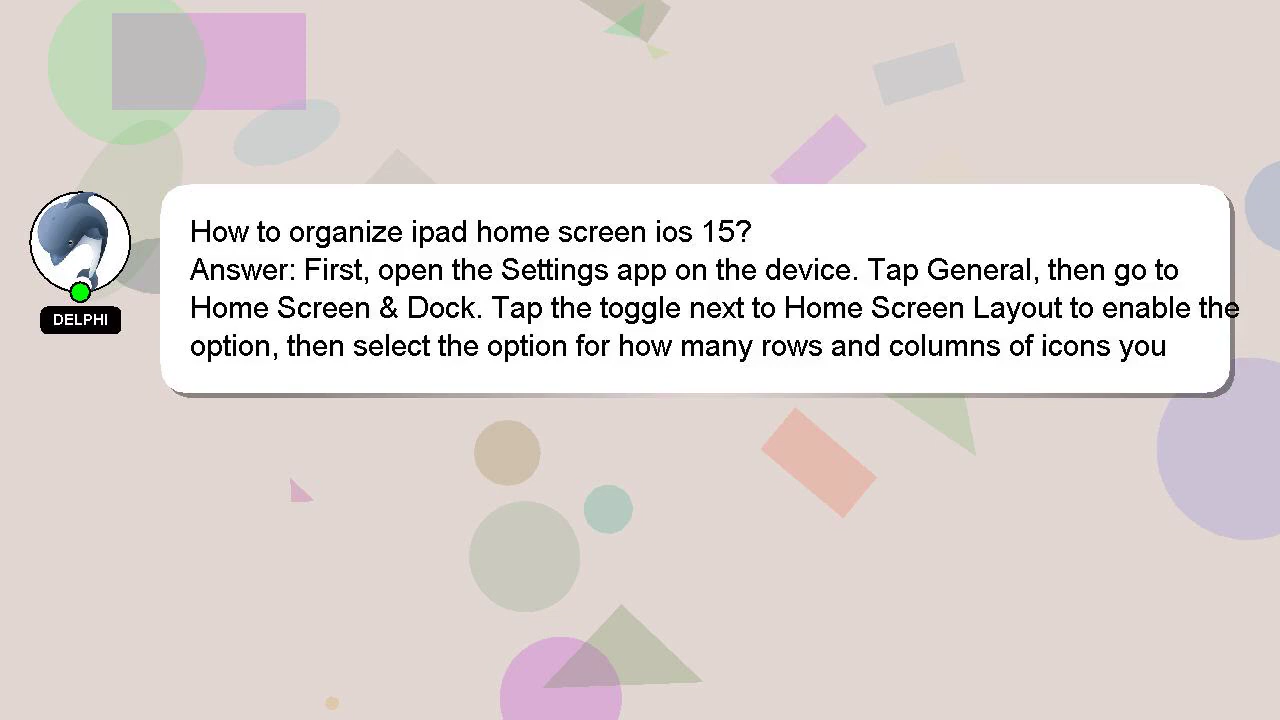 How to organize ipad home screen ios 15?
Answer: First, open the Settings app on the device. Tap General, then go to
Home Screen & Dock. Tap the toggle next to Home Screen Layout to enable the
option, then select the option for how many rows and columns of icons you
DELPHI